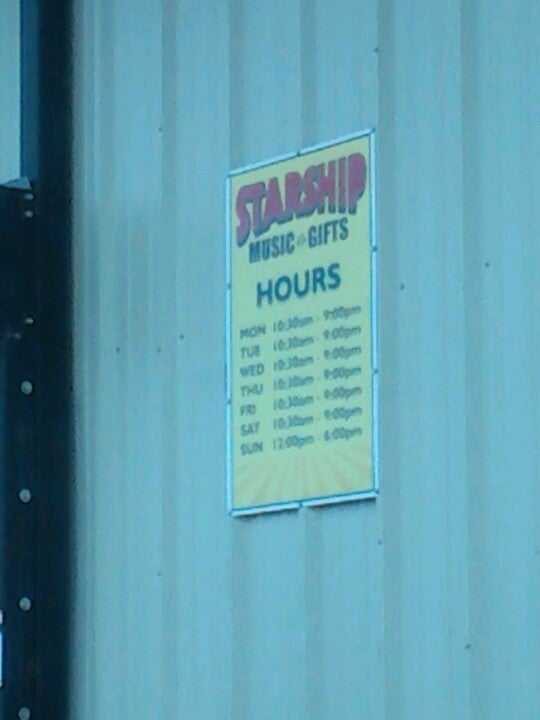 STARSHIP
MUSIC & GIFTS
HOURS
MON 10:30am - 9:00pm
TUE 10:30am - 9:00pm
WED 10:30am - 9:00pm
THU 10:30am - 9:00pm
FRI 10:30am - 9:00pm
SAT 10:30am - 9:00pm
SUN 12:00pm - 6:00pm